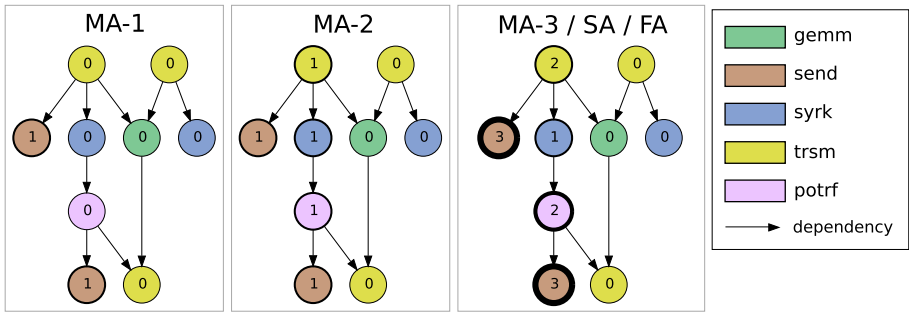 MA-1
0 0
1 0 0 0
0
1 0
MA-2
1 0
1 1 0 0
1
1 0
MA-3 / SA / FA
2 0
3 1 0 0
2
3 0
gemm
send
syrk
trsm
potrf
dependency